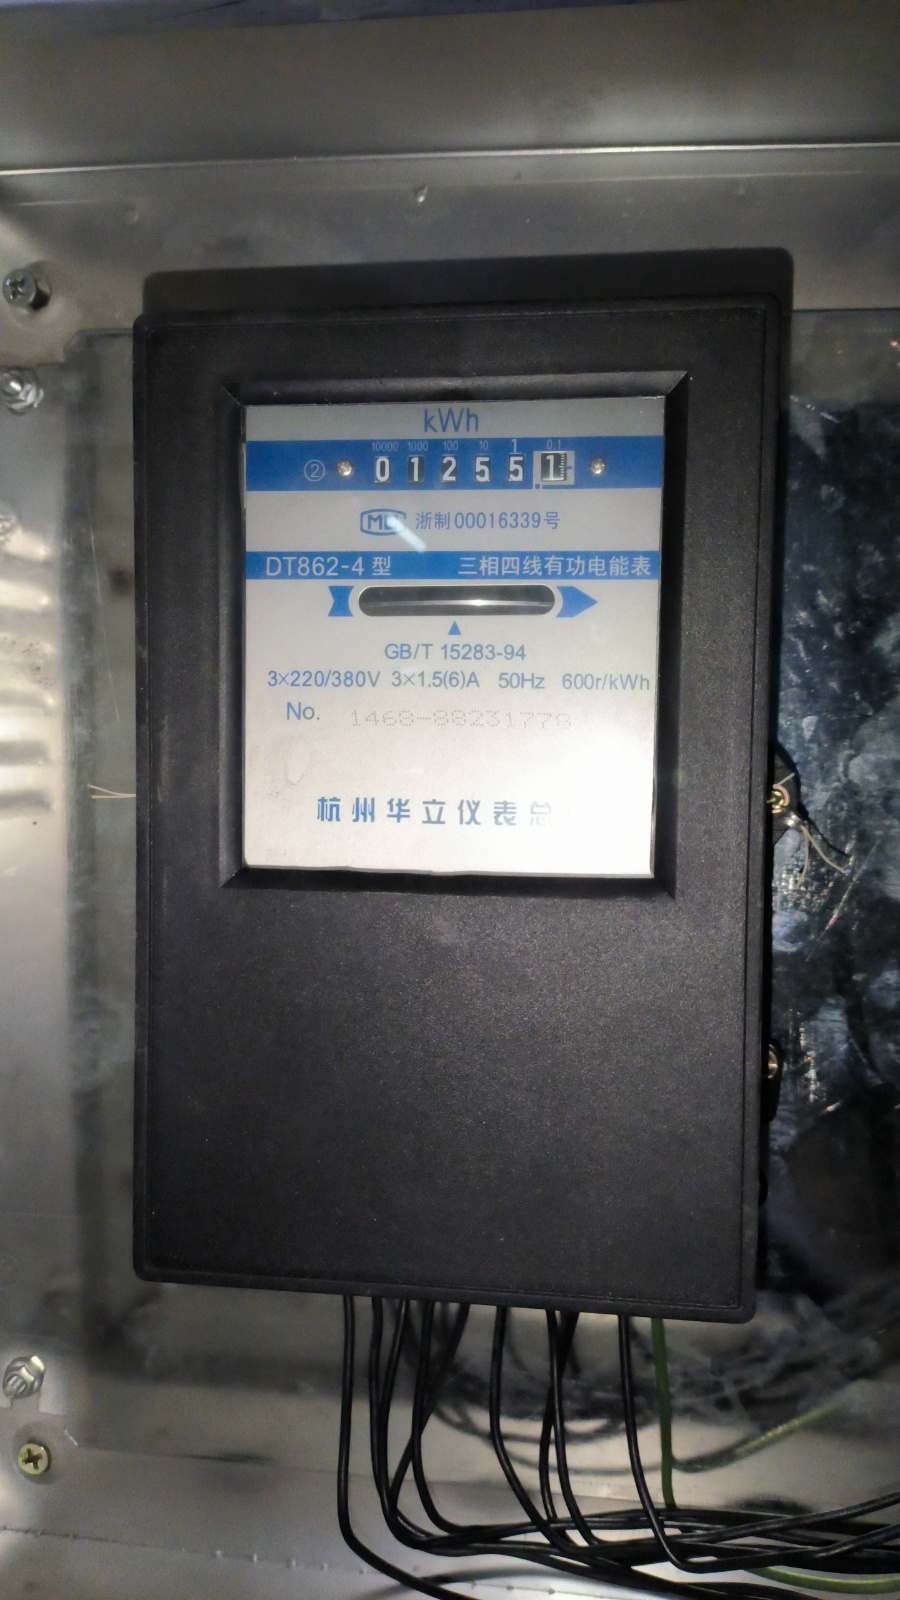 kWh
10000 1000 100 10 1 0.1
② 0 1 2 5 5 1
MC 浙制 00016339号
DT862-4 型 三相四线有功电能表
GB/T 15283-94
3×220/380V 3×1.5(6)A 50Hz 600r/kWh
No. 1468-88231778
杭州华立仪表总